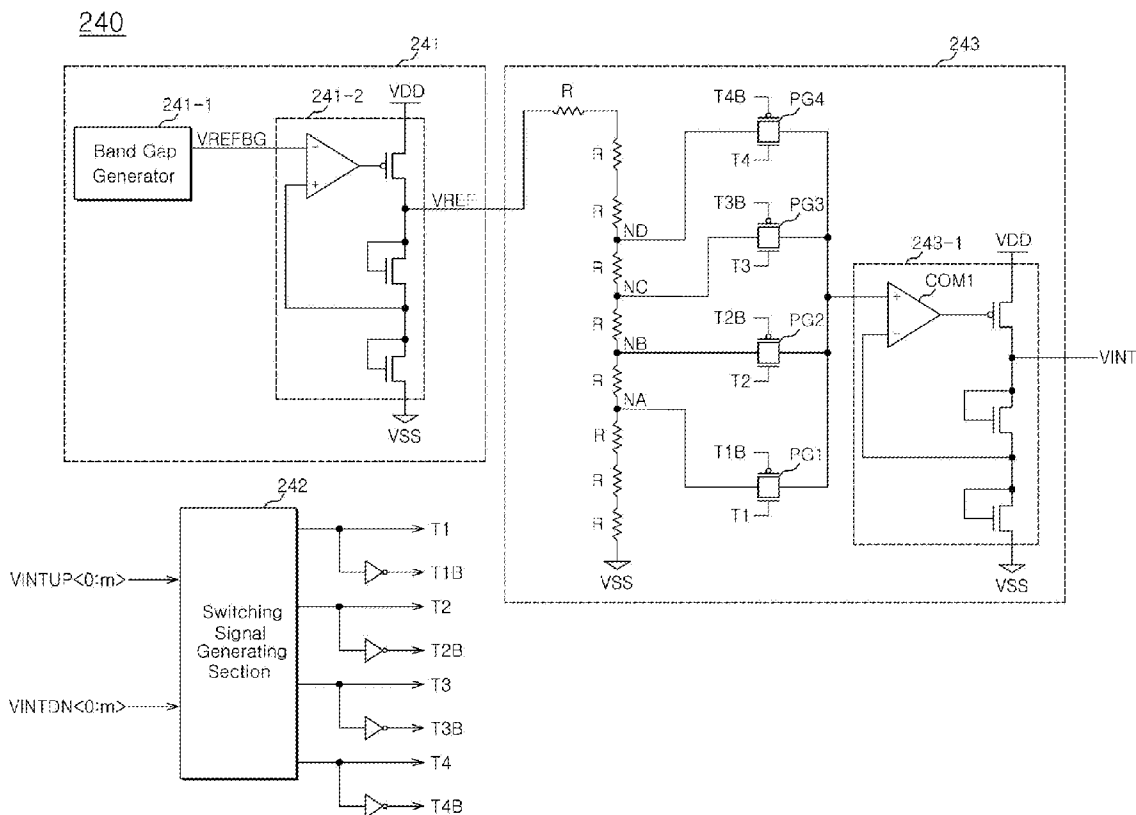 240
241
243
241-1
241-2
VDD
Band Gap
Generator
VREFBG
−
+
VREF
VSS
R
R
R
R
R
R
R
R
R
ND
NC
NB
NA
VSS
T4B
PG4
T4
T3B
PG3
T3
T2B
PG2
T2
T1B
PG1
T1
243-1
VDD
COM1
+
−
VINT
VSS
242
VINTUP<0:m>
VINTDN<0:m>
Switching
Signal
Generating
Section
T1
T1B
T2
T2B
T3
T3B
T4
T4B